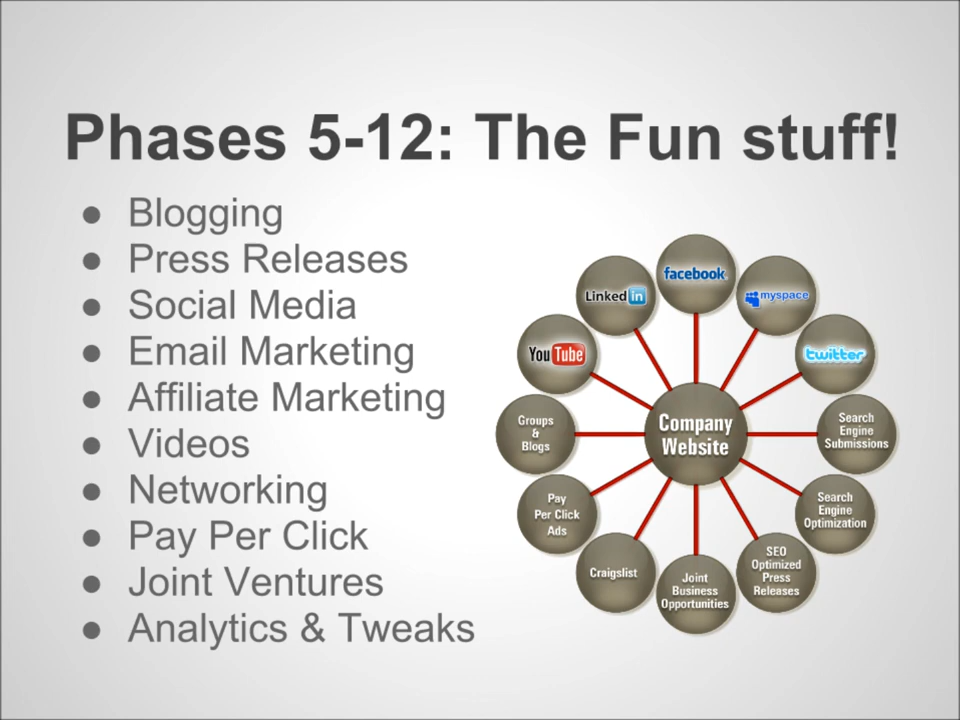 Phases 5-12: The Fun stuff!
● Blogging
● Press Releases
● Social Media
● Email Marketing
● Affiliate Marketing
● Videos
● Networking
● Pay Per Click
● Joint Ventures
● Analytics & Tweaks
facebook
Linked in
myspace
YouTube
twitter
Company
Website
Groups
&
Blogs
Search
Engine
Submissions
Pay
Per Click
Ads
Search
Engine
Optimization
Craigslist
Joint
Business
Opportunities
SEO
Optimized
Press
Releases